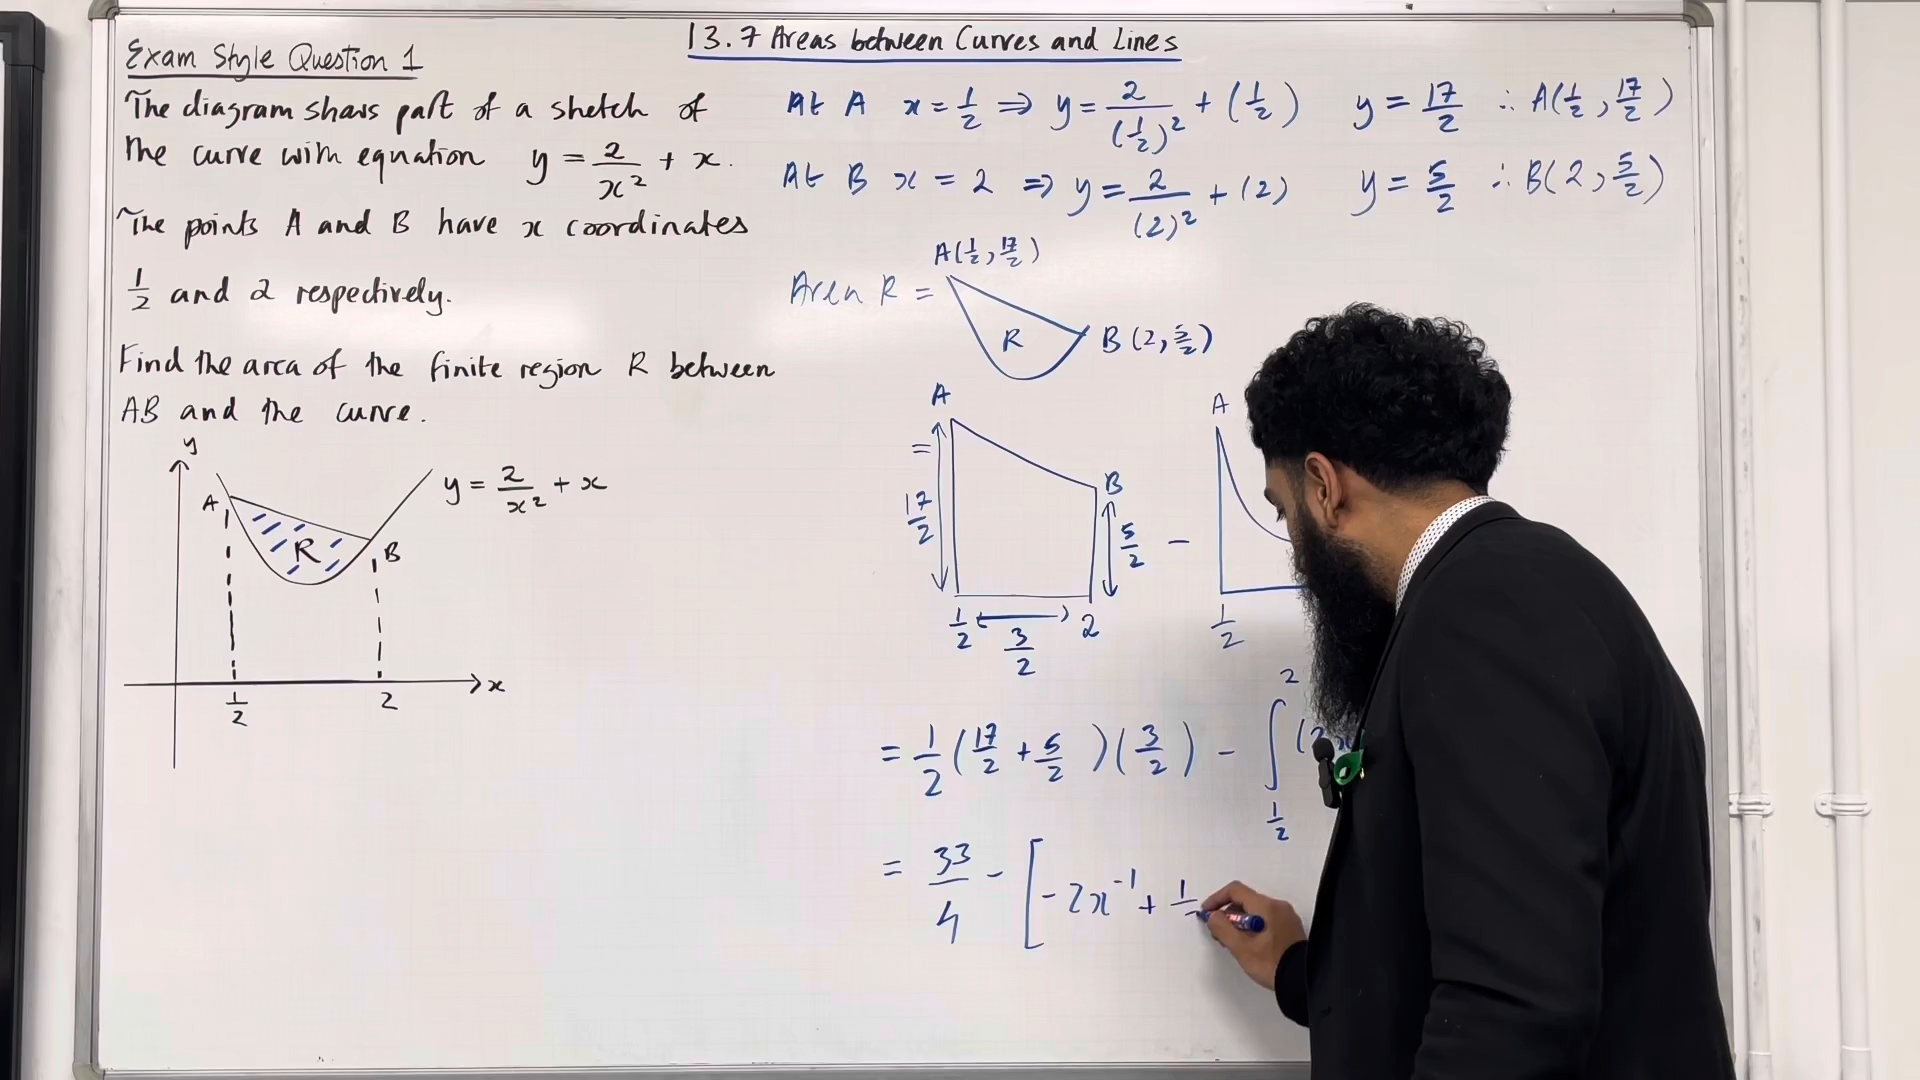 13.7 Areas between Curves and Lines
Exam Style Question 1
The diagram shows part of a sketch of
the curve with equation y = 2/x² + x.
The points A and B have x coordinates
1/2 and 2 respectively.
Find the area of the finite region R between
AB and the curve.
y
A
R
B
y = 2/x² + x
x
1/2 2
At A x = 1/2 ⇒ y = 2/(1/2)² + (1/2) y = 17/2 ∴ A(1/2, 17/2)
At B x = 2 ⇒ y = 2/(2)² + (2) y = 5/2 ∴ B(2, 5/2)
A(1/2, 17/2)
Area R =
R
B(2, 5/2)
A
=
17/2
B
5/2
1/2 3/2 2
−
A
1/2
= 1/2 (17/2 + 5/2)(3/2) − ∫ 2 1/2 (2
= 33/4 − [−2x⁻¹ + 1